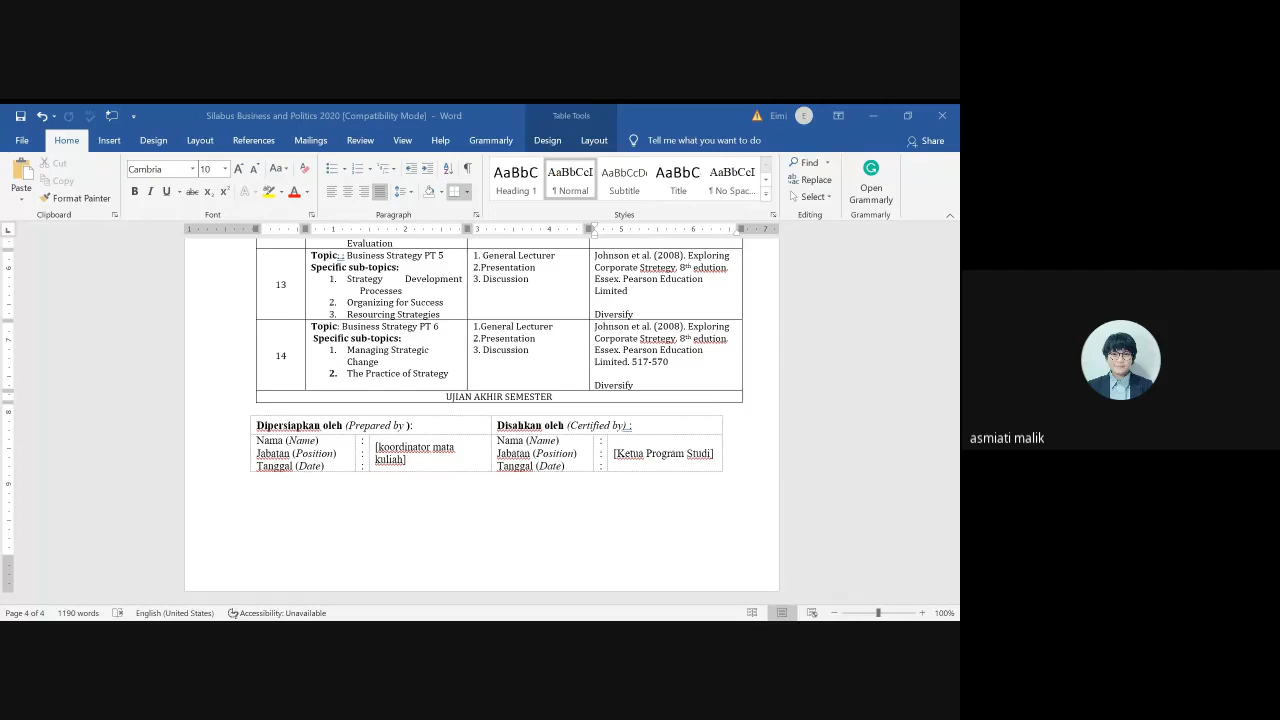 Silabus Business and Politics 2020 [Compatibility Mode] - Word
Table Tools
Eimi
E
File
Home
Insert
Design
Layout
References
Mailings
Review
View
Help
Grammarly
Design
Layout
Tell me what you want to do
Share
Paste
Cut
Copy
Format Painter
Clipboard
Cambria
10
Font
Paragraph
AaBbC
Heading 1
AaBbCcI
¶ Normal
AaBbCcD
Subtitle
AaBbC
Title
AaBbCcI
¶ No Spac...
Styles
Find
Replace
Select
Editing
Open
Grammarly
Grammarly
Evaluation
13
Topic: : Business Strategy PT 5
Specific sub-topics:
1. Strategy Development
Processes
2. Organizing for Success
3. Resourcing Strategies
1. General Lecturer
2.Presentation
3. Discussion
Johnson et al. (2008). Exploring
Corporate Stretegy. 8th edution.
Essex. Pearson Education
Limited
Diversify
14
Topic: Business Strategy PT 6
Specific sub-topics:
1. Managing Strategic
Change
2. The Practice of Strategy
1.General Lecturer
2.Presentation
3. Discussion
Johnson et al. (2008). Exploring
Corporate Stretegy. 8th edution.
Essex. Pearson Education
Limited. 517-570
Diversify
UJIAN AKHIR SEMESTER
Dipersiapkan oleh (Prepared by ):
Disahkan oleh (Certified by) :
Nama (Name) :
Jabatan (Position) :
Tanggal (Date) :
[koordinator mata
kuliah]
Nama (Name) :
Jabatan (Position) :
Tanggal (Date) :
[Ketua Program Studi]
asmiati malik
Page 4 of 4
1190 words
English (United States)
Accessibility: Unavailable
100%